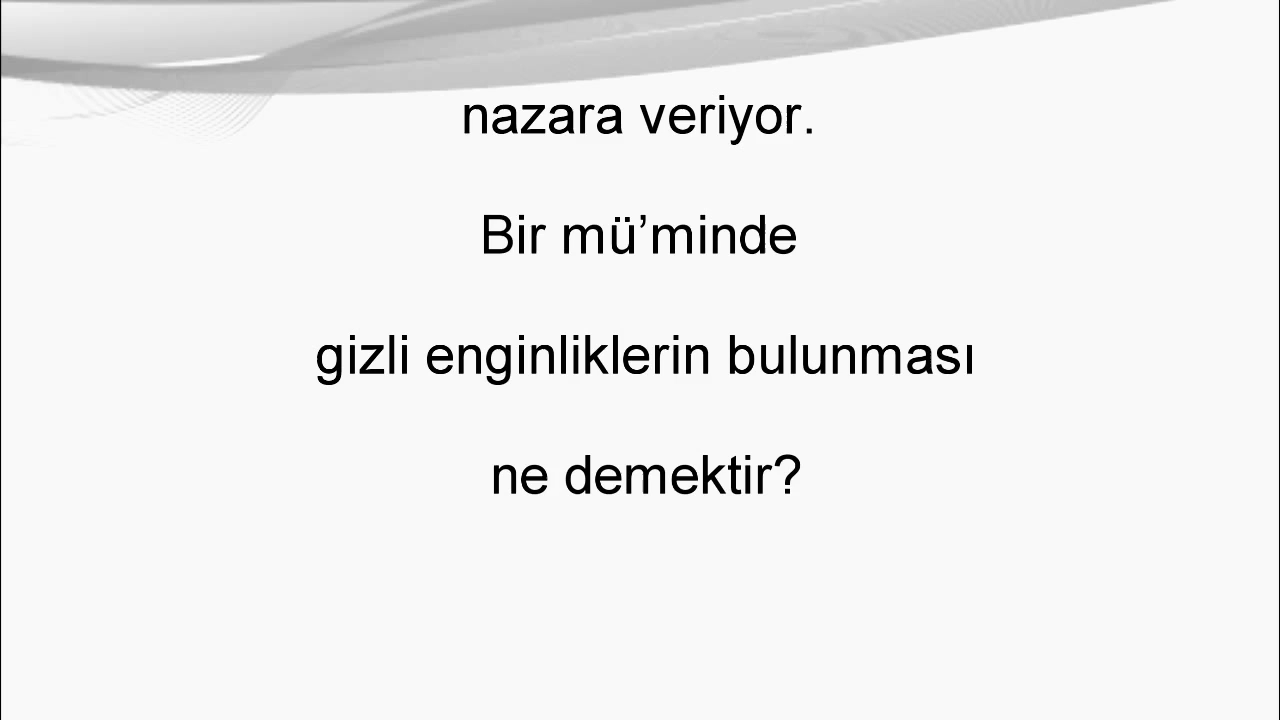 nazara veriyor.
Bir mü’minde
gizli enginliklerin bulunması
ne demektir?